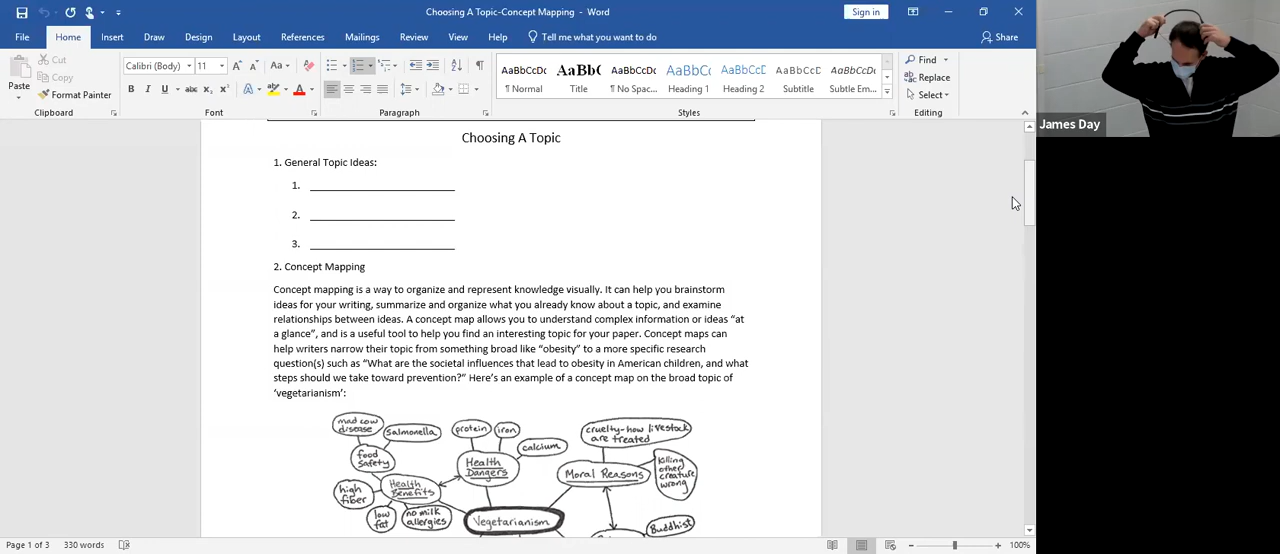 Choosing A Topic-Concept Mapping - Word
Sign in
File Home Insert Draw Design Layout References Mailings Review View Help Tell me what you want to do Share
Paste
Cut
Copy
Format Painter
Clipboard
Calibri (Body) 11
Font
Paragraph
AaBbCcDc AaBb( AaBbCcDc AaBbC AaBbCcC AaBbCcD AaBbCcDt
¶ Normal Title ¶ No Spac... Heading 1 Heading 2 Subtitle Subtle Em...
Styles
Find
Replace
Select
Editing
James Day
Choosing A Topic
1. General Topic Ideas:
1.
2.
3.
2. Concept Mapping
Concept mapping is a way to organize and represent knowledge visually. It can help you brainstorm
ideas for your writing, summarize and organize what you already know about a topic, and examine
relationships between ideas. A concept map allows you to understand complex information or ideas “at
a glance”, and is a useful tool to help you find an interesting topic for your paper. Concept maps can
help writers narrow their topic from something broad like “obesity” to a more specific research
question(s) such as “What are the societal influences that lead to obesity in American children, and what
steps should we take toward prevention?” Here’s an example of a concept map on the broad topic of
‘vegetarianism’:
mad cow
disease
Salmonella
protein
iron
calcium
cruelty-how livestock
are treated
food
safety
Health
Dangers
Moral Reasons
killing
other
creature
wrong
high
fiber
Health
Benefits
low
fat
no milk
allergies
Vegetarianism
Buddhist
Page 1 of 3 330 words
100%